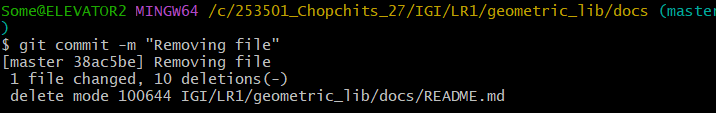 Some@ELEVATOR2 MINGW64 /c/253501_Chopchits_27/IGI/LR1/geometric_lib/docs (master
)
$ git commit -m "Removing file"
[master 38ac5be] Removing file
 1 file changed, 10 deletions(-)
 delete mode 100644 IGI/LR1/geometric_lib/docs/README.md